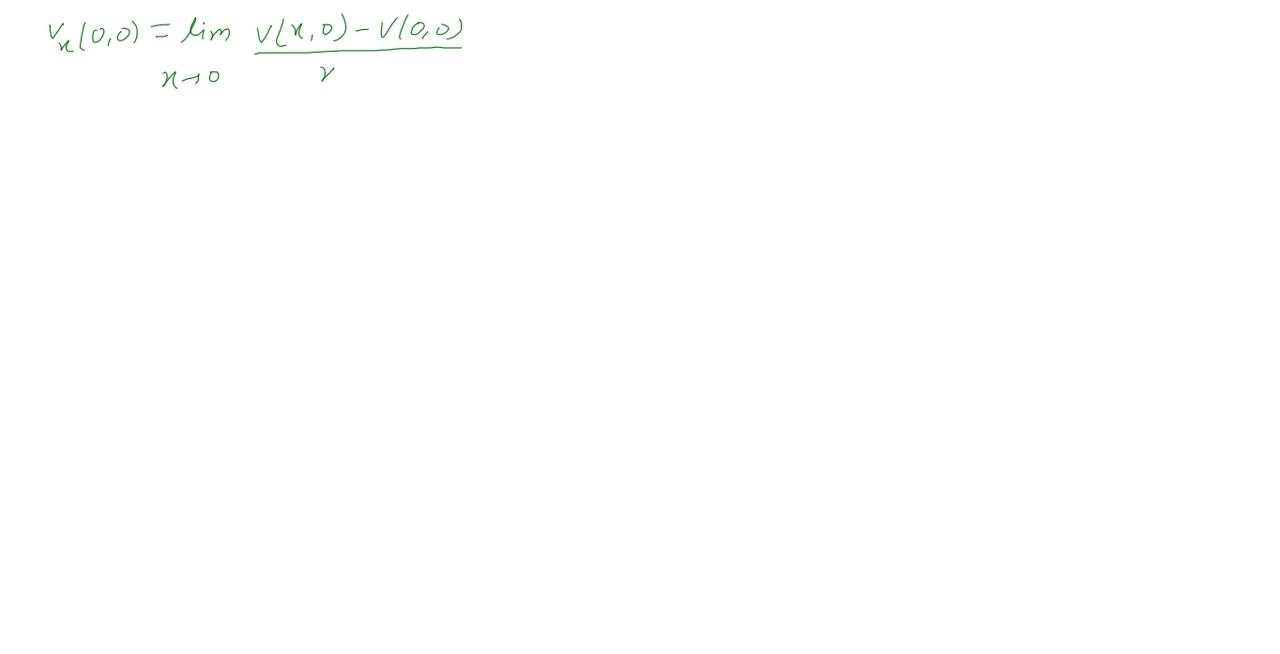 Vx(0,0) = lim x→0 (V(x,0) - V(0,0)) / x